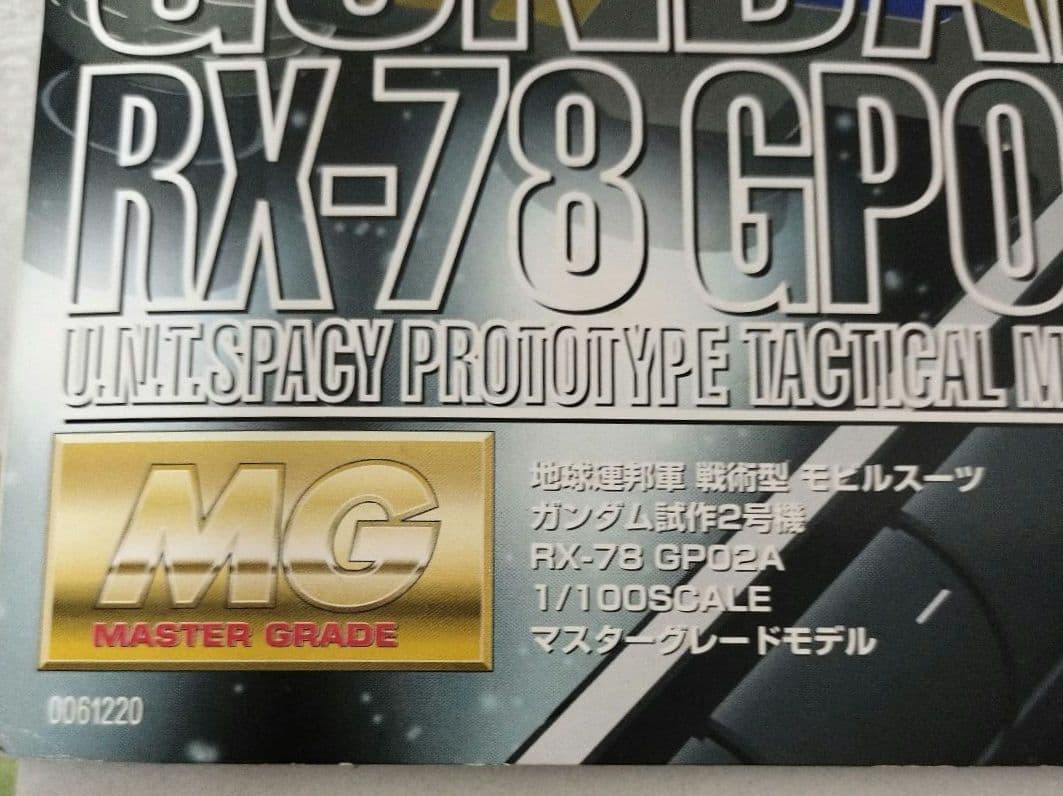 GUNDA
RX-78 GP0
U.N.T.SPACY PROTOTYPE TACTICAL M
MG
MASTER GRADE
地球連邦軍 戦術型 モビルスーツ
ガンダム試作2号機
RX-78 GP02A
1/100SCALE
マスターグレードモデル
0061220